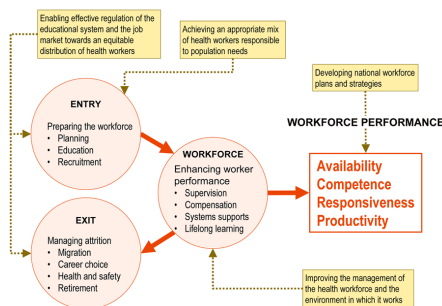 Enabling effective regulation of the
educational system and the job
market towards an equitable
distribution of health workers
Achieving an appropriate mix
of health workers responsible
to population needs
Developing national workforce
plans and strategies
ENTRY
Preparing the workforce
• Planning
• Education
• Recruitment
WORKFORCE
Enhancing worker
performance
• Supervision
• Compensation
• Systems supports
• Lifelong learning
WORKFORCE PERFORMANCE
Availability
Competence
Responsiveness
Productivity
EXIT
Managing attrition
• Migration
• Career choice
• Health and safety
• Retirement
Improving the management of
the health workforce and the
environment in which it works